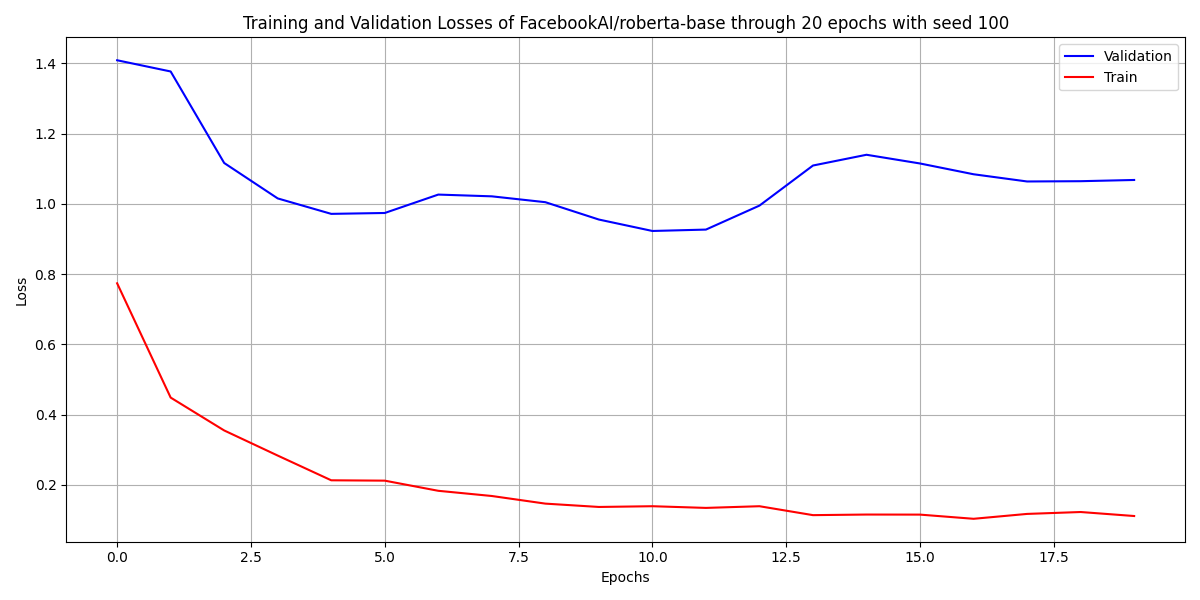 Training and Validation Losses of FacebookAI/roberta-base through 20 epochs with seed 100
Validation
Train
1.4
1.2
1.0
0.8
0.6
0.4
0.2
Loss
0.0 2.5 5.0 7.5 10.0 12.5 15.0 17.5
Epochs